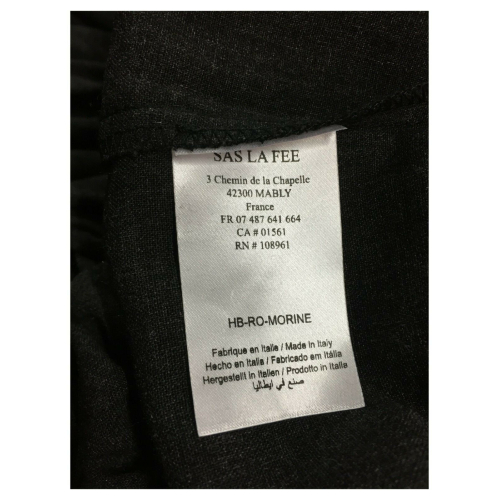 SAS LA FEE
3 Chemin de la Chapelle
42300 MABLY
France
FR 07 487 641 664
CA # 01561
RN # 108961
HB-RO-MORINE
Fabrique en Italie / Made in Italy
Hecho en Italia / Fabricado em Itália
Hergestellt in Italien / Prodotto in Italia
صنع في ايطاليا